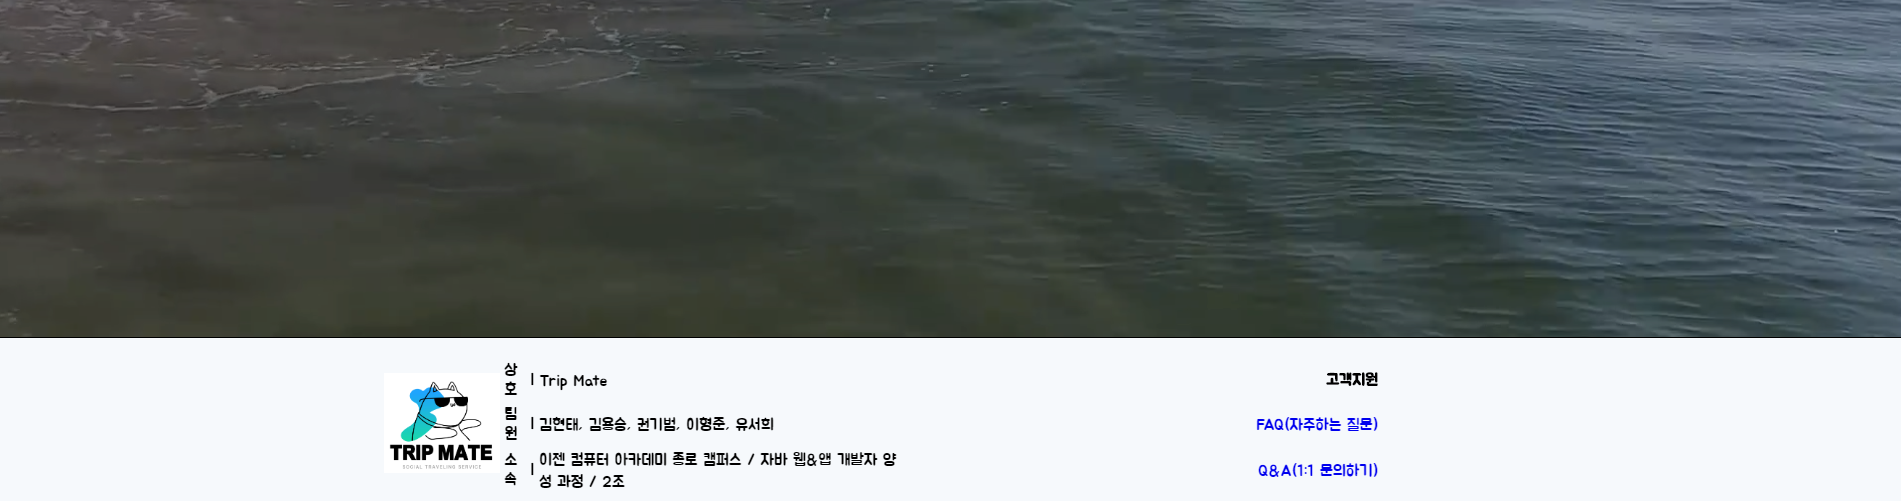 상
호
| Trip Mate
고객지원
팀
원
| 김현태, 김용승, 권기범, 이형준, 유서희
FAQ(자주하는 질문)
소
속
| 이젠 컴퓨터 아카데미 종로 캠퍼스 / 자바 웹&앱 개발자 양
성 과정 / 2조
Q&A(1:1 문의하기)
TRIP MATE
SOCIAL TRAVELING SERVICE